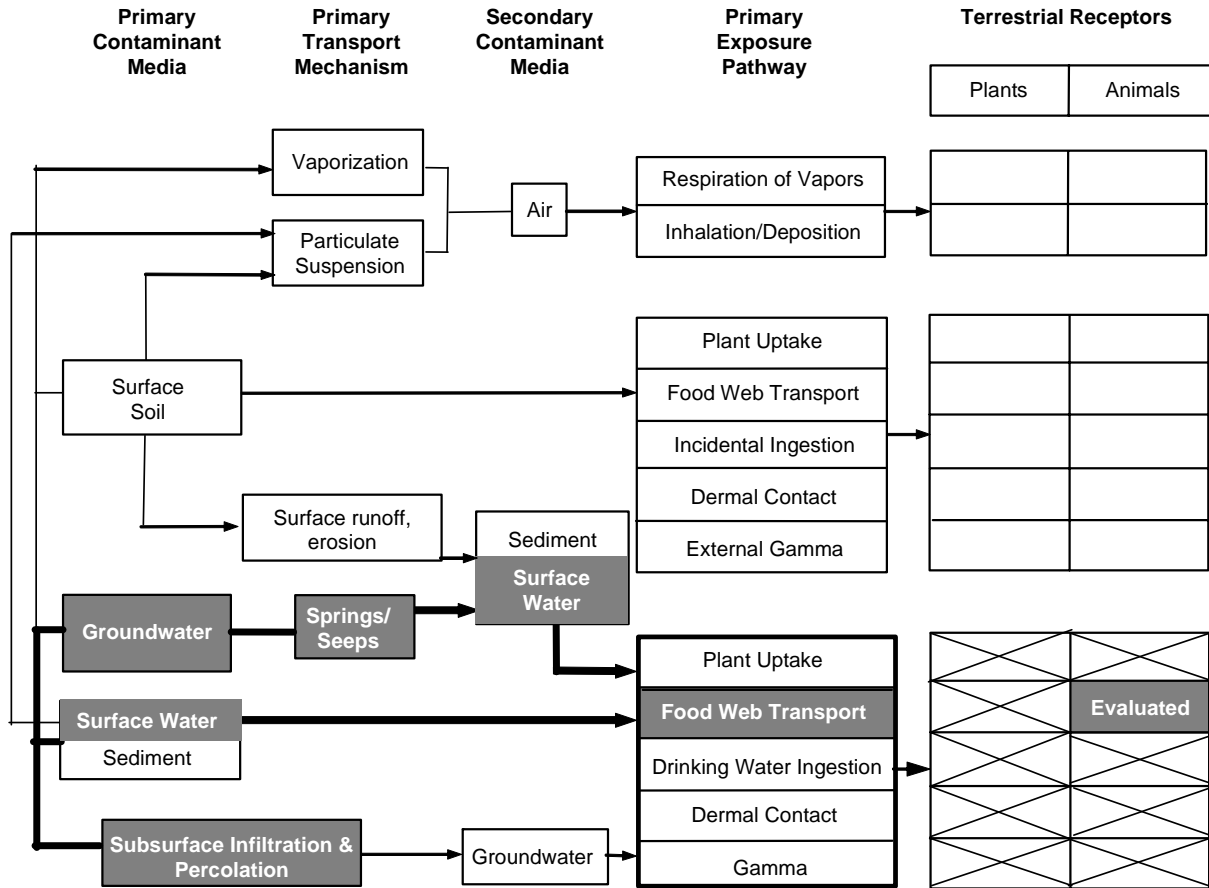 Primary
Contaminant
Media
Primary
Transport
Mechanism
Secondary
Contaminant
Media
Primary
Exposure
Pathway
Terrestrial Receptors
Plants
Animals
Vaporization
Particulate
Suspension
Air
Respiration of Vapors
Inhalation/Deposition
Surface
Soil
Plant Uptake
Food Web Transport
Incidental Ingestion
Dermal Contact
External Gamma
Surface runoff,
erosion
Sediment
Surface
Water
Groundwater
Springs/
Seeps
Surface Water
Sediment
Plant Uptake
Food Web Transport
Drinking Water Ingestion
Dermal Contact
Gamma
Evaluated
Subsurface Infiltration &
Percolation
Groundwater